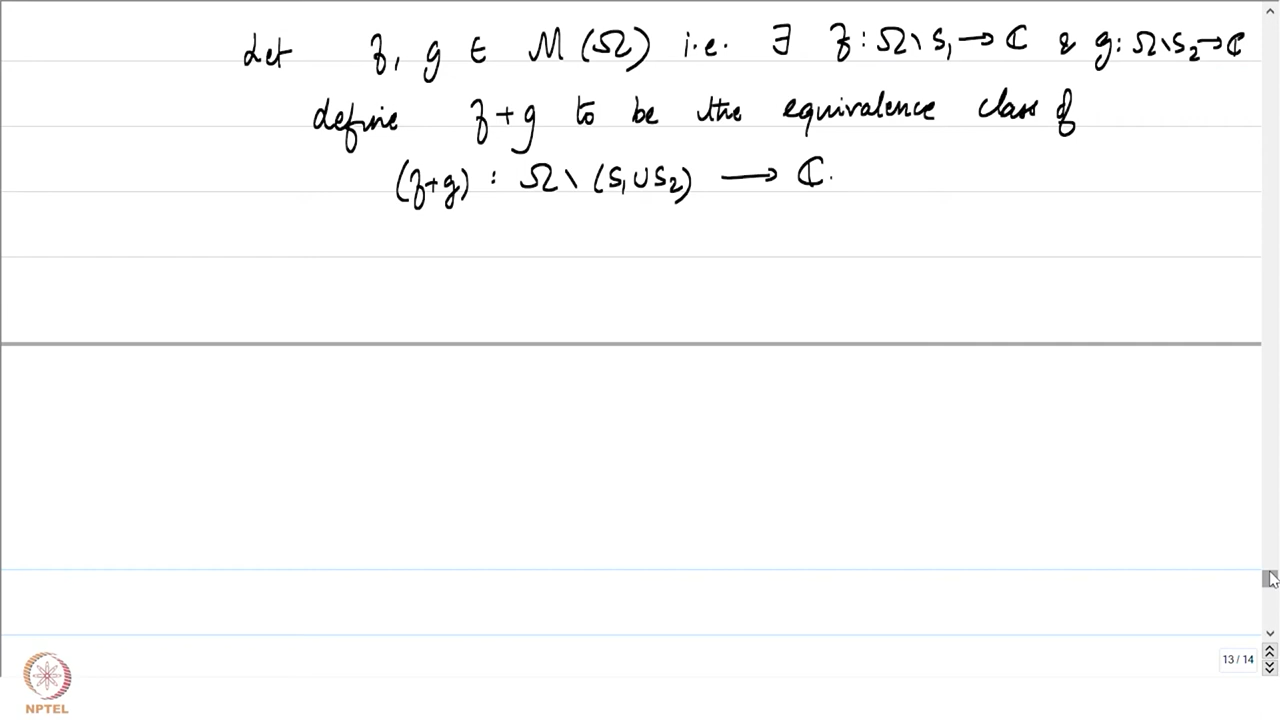 Let f, g ∈ M(Ω) i.e. ∃ f : Ω\S₁ → ℂ & g : Ω\S₂ → ℂ
define f+g to be the equivalence class of
(f+g) : Ω \ (S₁ ∪ S₂) ⟶ ℂ.
13 / 14
NPTEL